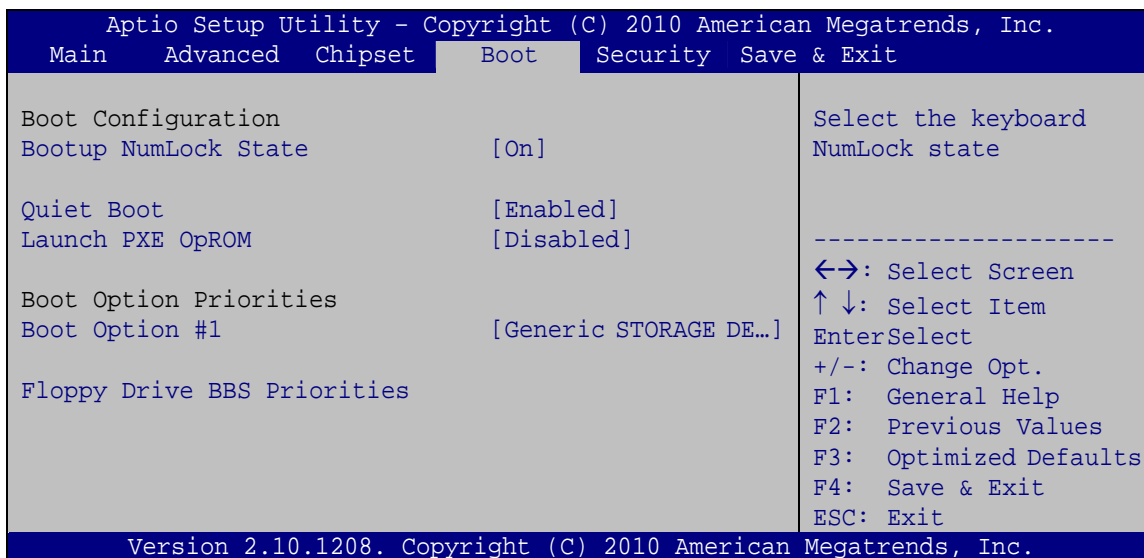 Aptio Setup Utility – Copyright (C) 2010 American Megatrends, Inc.
Main Advanced Chipset Boot Security Save & Exit
Boot Configuration
Bootup NumLock State [On]
Quiet Boot [Enabled]
Launch PXE OpROM [Disabled]
Boot Option Priorities
Boot Option #1 [Generic STORAGE DE…]
Floppy Drive BBS Priorities
Select the keyboard
NumLock state
---------------------
←→: Select Screen
↑ ↓: Select Item
EnterSelect
+/-: Change Opt.
F1: General Help
F2: Previous Values
F3: Optimized Defaults
F4: Save & Exit
ESC: Exit
Version 2.10.1208. Copyright (C) 2010 American Megatrends, Inc.